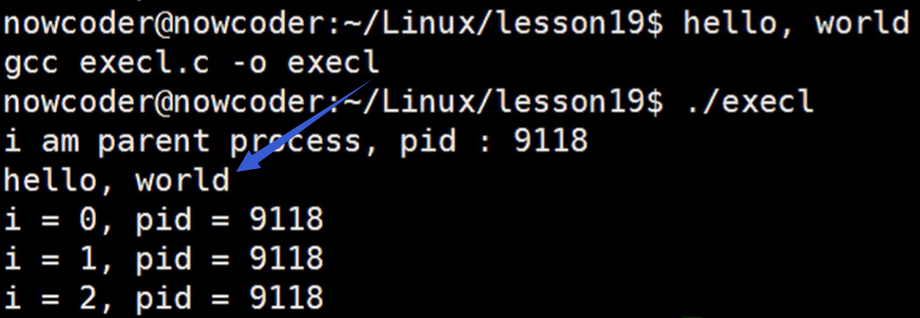 nowcoder@nowcoder:~/Linux/lesson19$ hello, world
gcc execl.c -o execl
nowcoder@nowcoder:~/Linux/lesson19$ ./execl
i am parent process, pid : 9118
hello, world
i = 0, pid = 9118
i = 1, pid = 9118
i = 2, pid = 9118